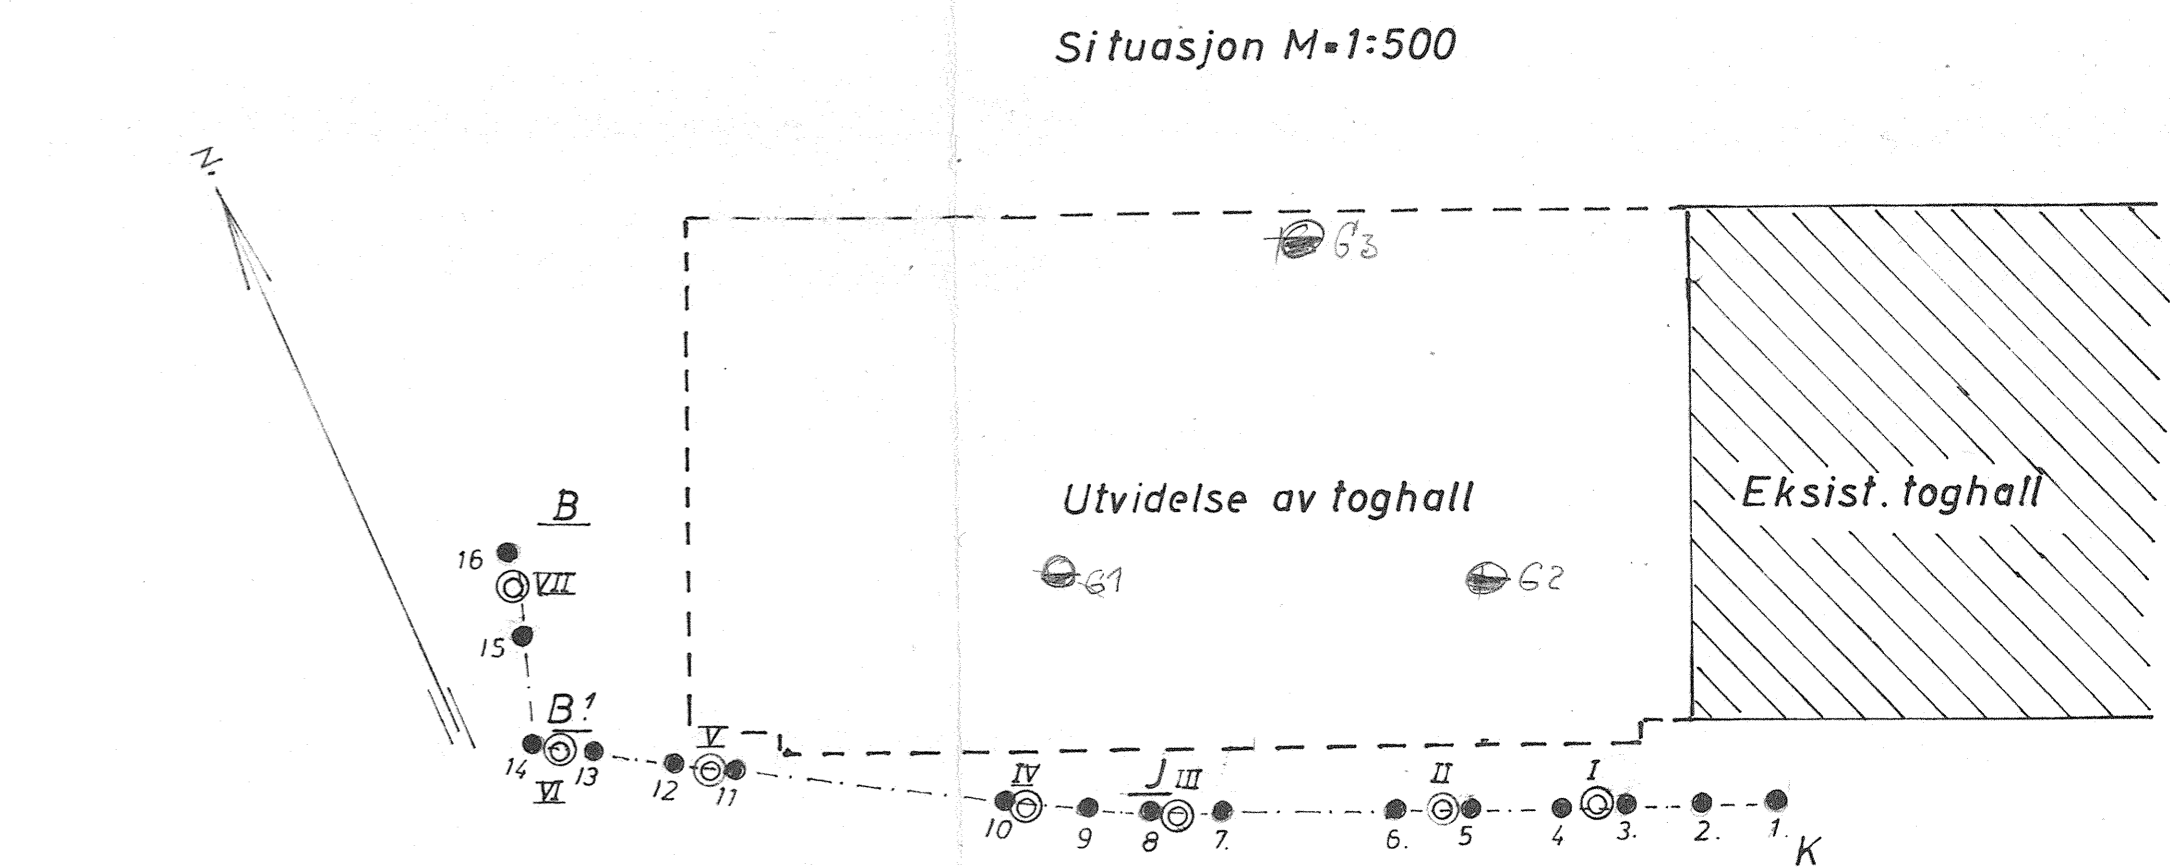 Situasjon M=1:500
N.
G3
Utvidelse av toghall
Eksist. toghall
B
16
VII
G1
G2
15
B!
14
13
VI
V
12
11
IV
J
III
II
I
10
9
8
7.
6.
5
4
3.
2.
1.
K